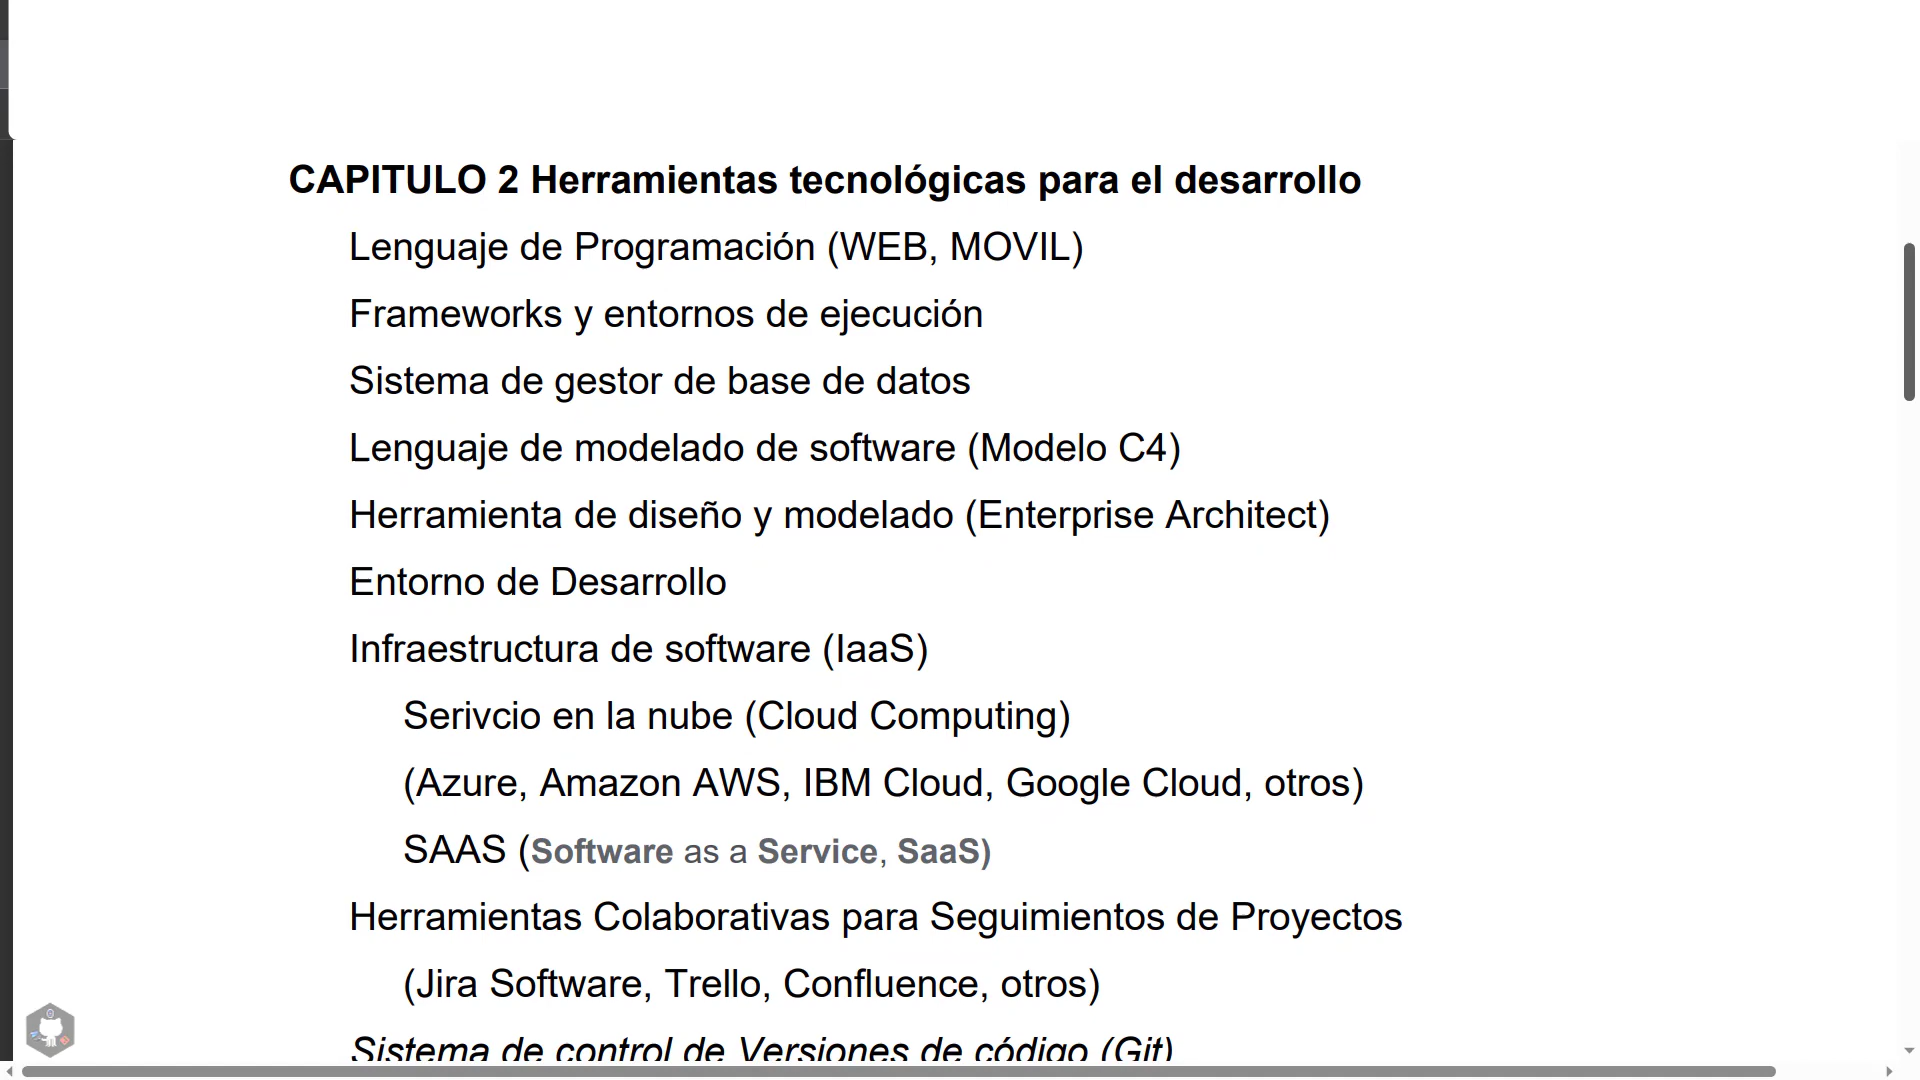 CAPITULO 2 Herramientas tecnológicas para el desarrollo
Lenguaje de Programación (WEB, MOVIL)
Frameworks y entornos de ejecución
Sistema de gestor de base de datos
Lenguaje de modelado de software (Modelo C4)
Herramienta de diseño y modelado (Enterprise Architect)
Entorno de Desarrollo
Infraestructura de software (IaaS)
Serivcio en la nube (Cloud Computing)
(Azure, Amazon AWS, IBM Cloud, Google Cloud, otros)
SAAS (Software as a Service, SaaS)
Herramientas Colaborativas para Seguimientos de Proyectos
(Jira Software, Trello, Confluence, otros)
Sistema de control de Versiones de código (Git)